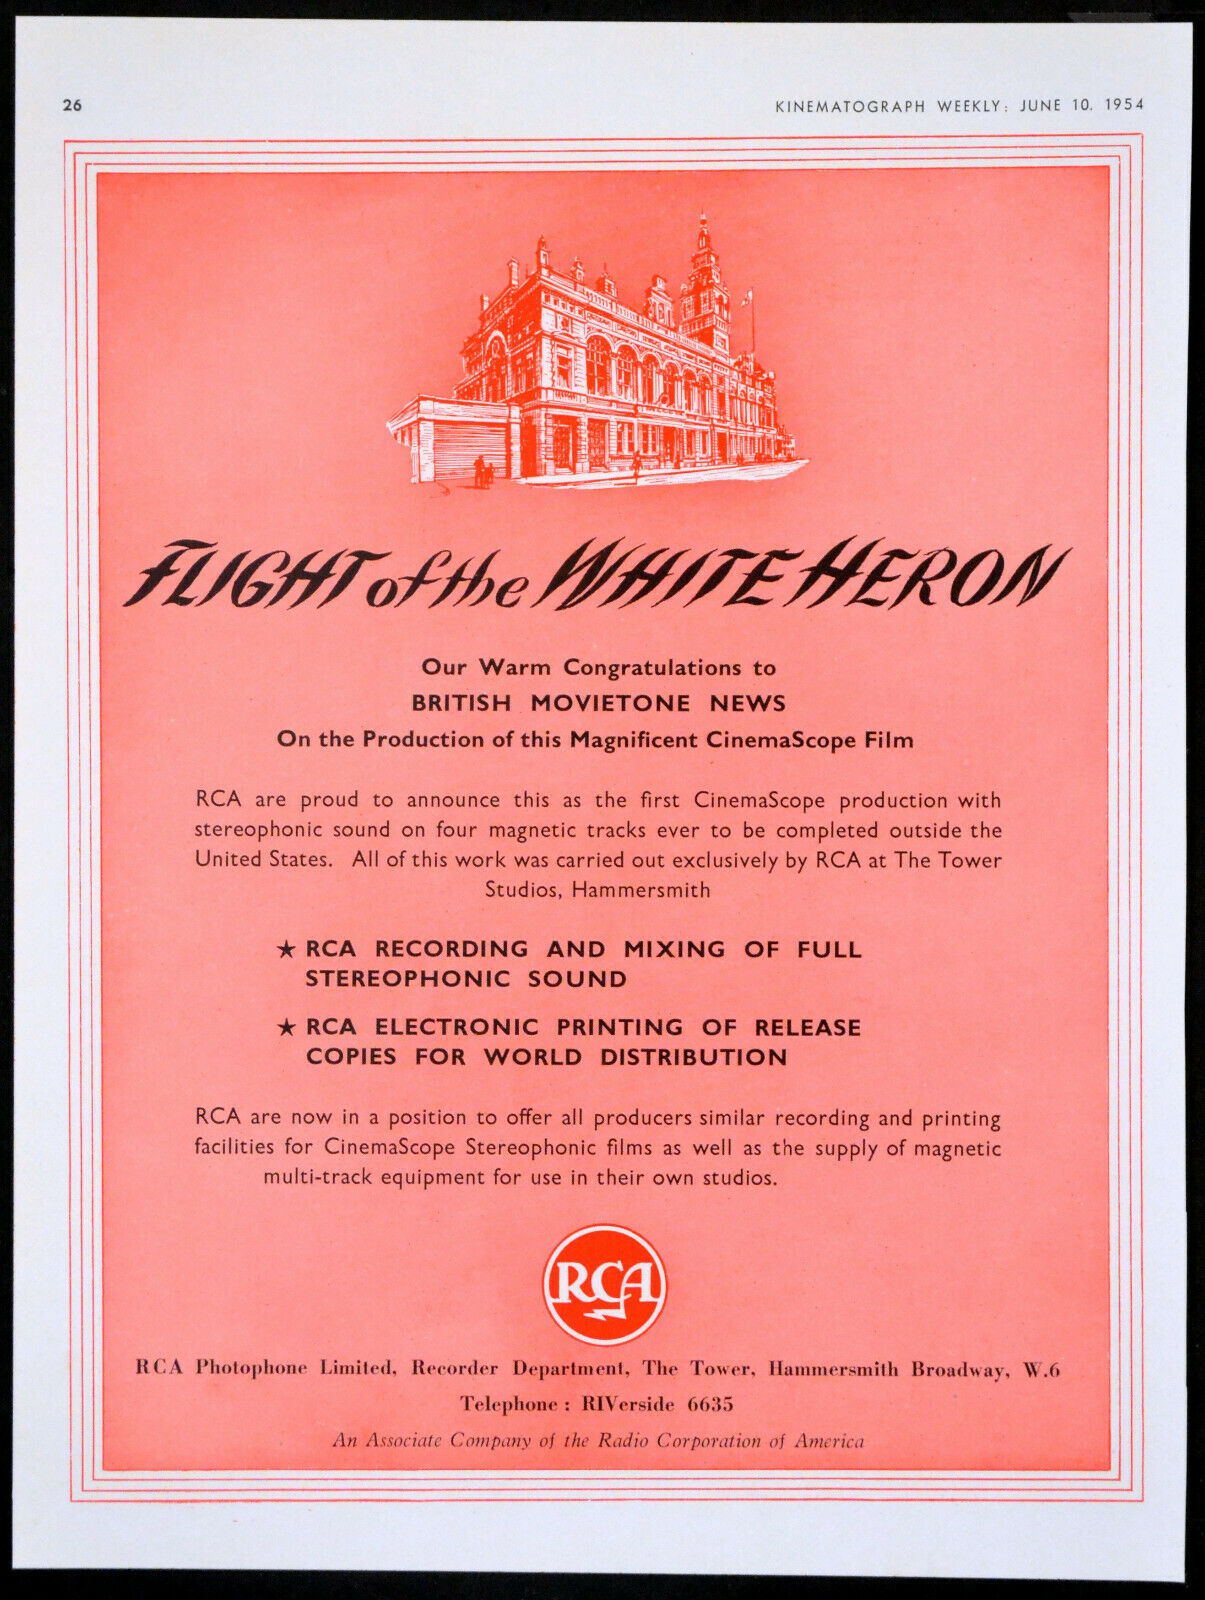 26
KINEMATOGRAPH WEEKLY: JUNE 10, 1954
FLIGHT of the WHITE HERON
Our Warm Congratulations to
BRITISH MOVIETONE NEWS
On the Production of this Magnificent CinemaScope Film
RCA are proud to announce this as the first CinemaScope production with
stereophonic sound on four magnetic tracks ever to be completed outside the
United States. All of this work was carried out exclusively by RCA at The Tower
Studios, Hammersmith
★ RCA RECORDING AND MIXING OF FULL
STEREOPHONIC SOUND
★ RCA ELECTRONIC PRINTING OF RELEASE
COPIES FOR WORLD DISTRIBUTION
RCA are now in a position to offer all producers similar recording and printing
facilities for CinemaScope Stereophonic films as well as the supply of magnetic
multi-track equipment for use in their own studios.
RCA
RCA Photophone Limited, Recorder Department, The Tower, Hammersmith Broadway, W.6
Telephone : RIVerside 6635
An Associate Company of the Radio Corporation of America